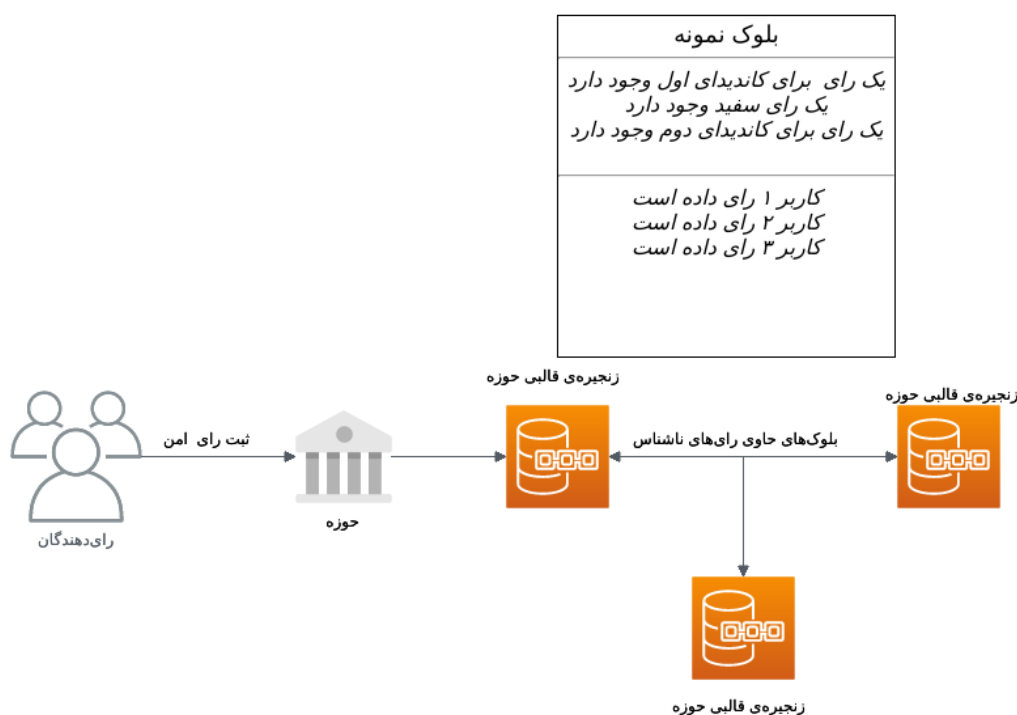 بلوک نمونه
یک رای برای کاندیدای اول وجود دارد
یک رای سفید وجود دارد
یک رای برای کاندیدای دوم وجود دارد
کاربر ۱ رای داده است
کاربر ۲ رای داده است
کاربر ۳ رای داده است
زنجیره‌ی قالبی حوزه
زنجیره‌ی قالبی حوزه
ثبت رای امن
بلوک‌های حاوی رای‌های ناشناس
حوزه
رای‌دهندگان
زنجیره‌ی قالبی حوزه